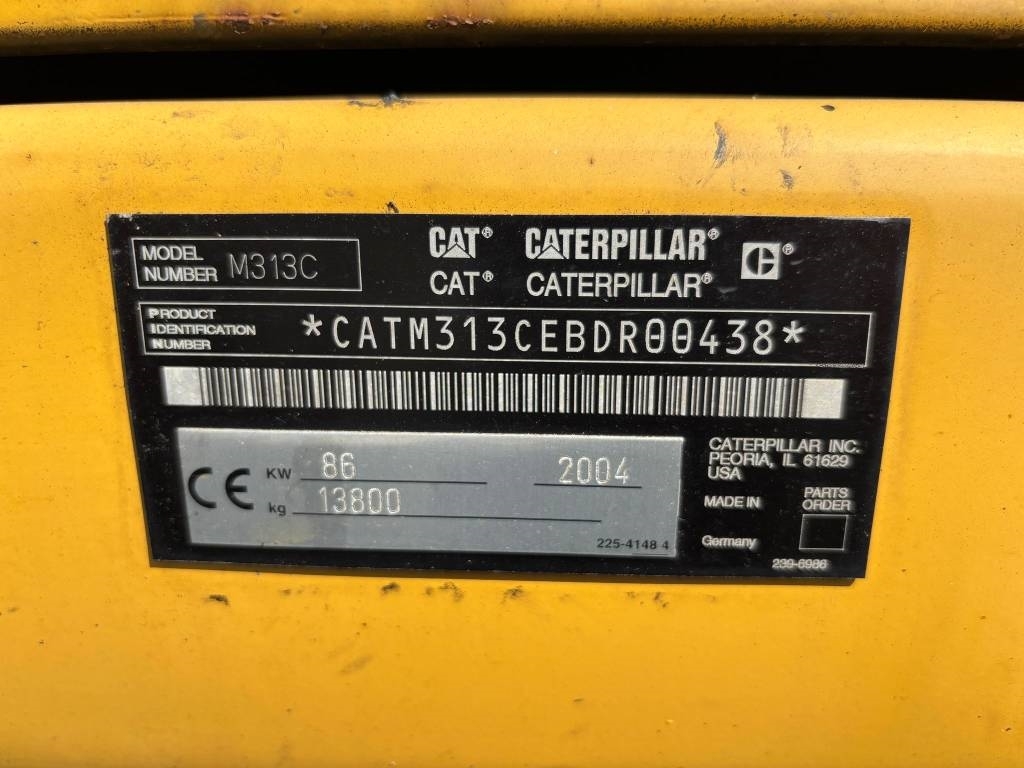 MODEL NUMBER M313C
CAT® CATERPILLAR®
CAT® CATERPILLAR®
PRODUCT
IDENTIFICATION
NUMBER
*CATM313CEBDR00438*
CE
KW 86 2004
kg 13800
225-4148 4
CATERPILLAR INC.
PEORIA, IL 61629
USA
MADE IN
Germany
PARTS
ORDER
239-6986